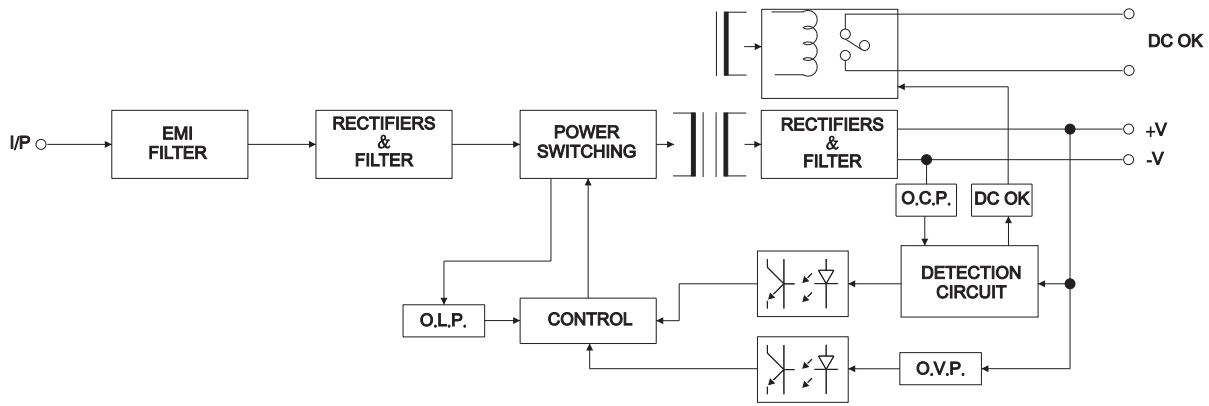 DC OK
I/P
EMI
FILTER
RECTIFIERS
&
FILTER
POWER
SWITCHING
RECTIFIERS
&
FILTER
+V
-V
O.C.P.
DC OK
DETECTION
CIRCUIT
O.L.P.
CONTROL
O.V.P.